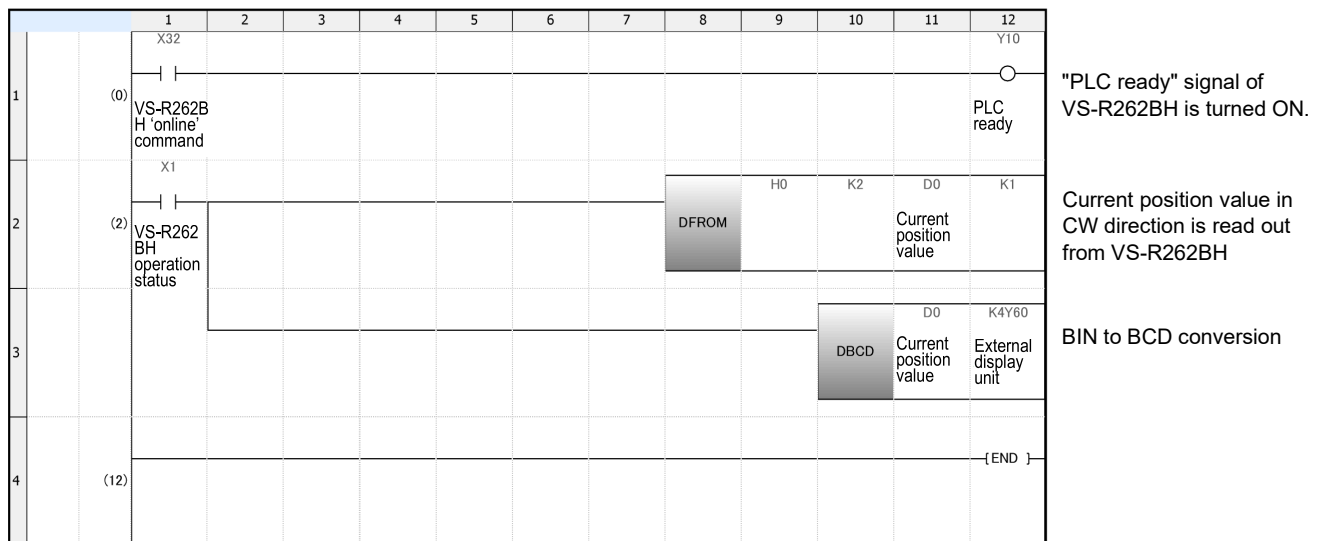 1 2 3 4 5 6 7 8 9 10 11 12
X32 Y10
1 (0)
VS-R262B
H ‘online’
command
PLC
ready
"PLC ready" signal of
VS-R262BH is turned ON.
X1
2 (2)
VS-R262
BH
operation
status
DFROM
H0 K2 D0 K1
Current
position
value
Current position value in
CW direction is read out
from VS-R262BH
3
DBCD
D0 K4Y60
Current
position
value
External
display
unit
BIN to BCD conversion
4 (12)
[END ]